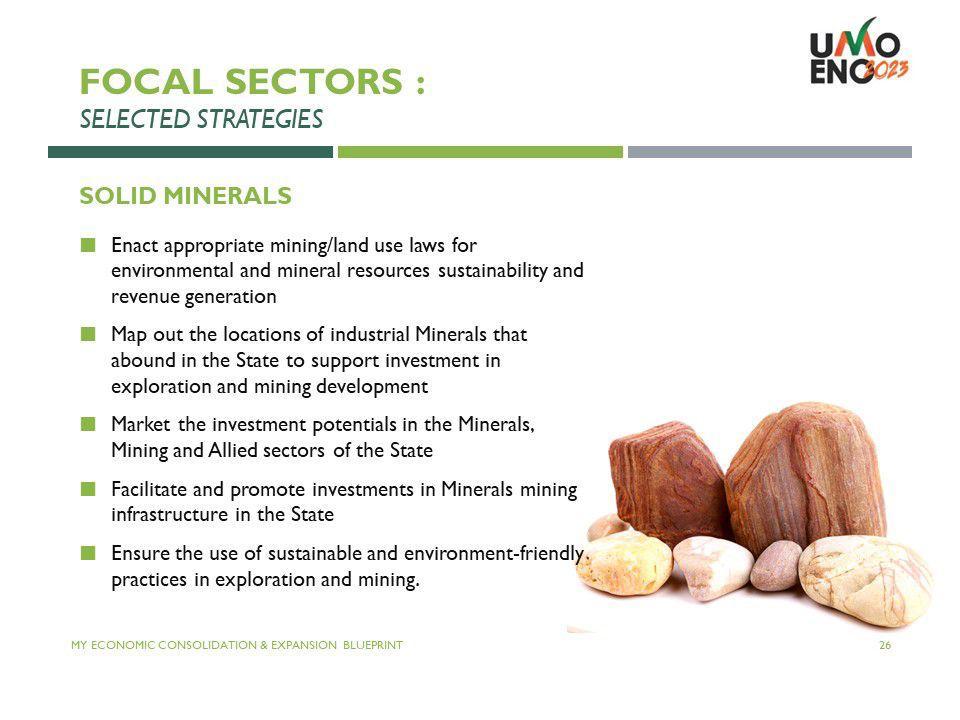 UMO
ENO 2023
FOCAL SECTORS :
SELECTED STRATEGIES
SOLID MINERALS
Enact appropriate mining/land use laws for
environmental and mineral resources sustainability and
revenue generation
Map out the locations of industrial Minerals that
abound in the State to support investment in
exploration and mining development
Market the investment potentials in the Minerals,
Mining and Allied sectors of the State
Facilitate and promote investments in Minerals mining
infrastructure in the State
Ensure the use of sustainable and environment-friendly
practices in exploration and mining.
MY ECONOMIC CONSOLIDATION & EXPANSION BLUEPRINT 26